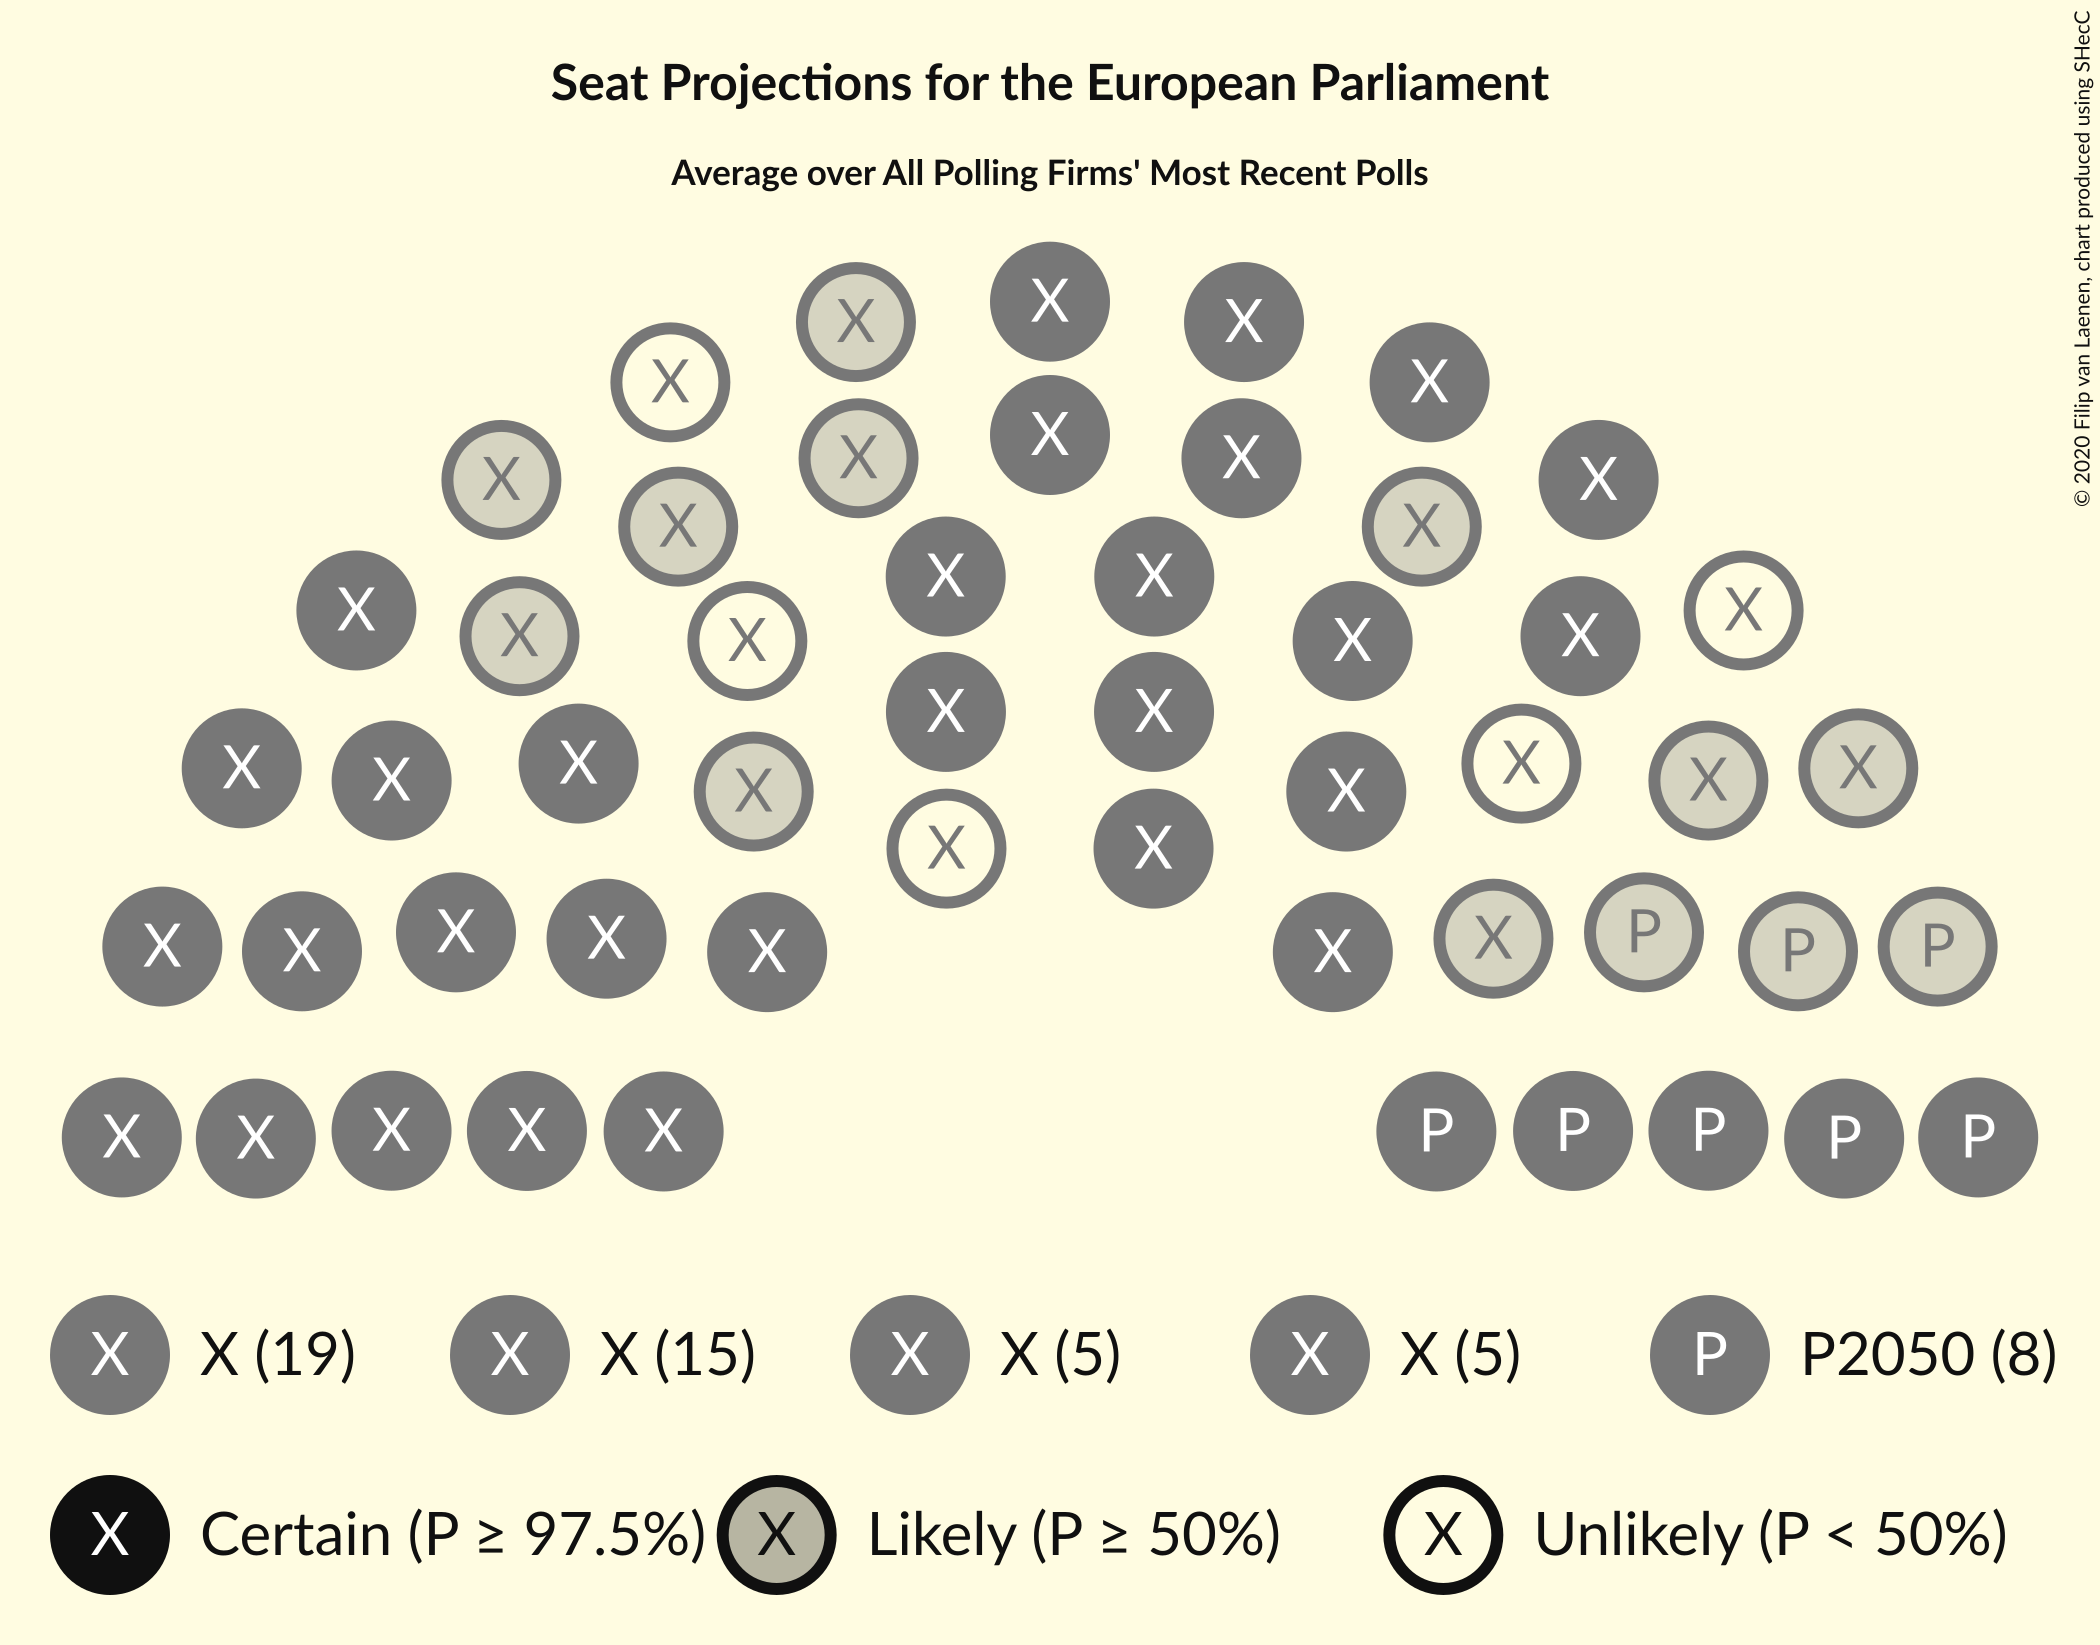 Seat Projections for the European Parliament
Average over All Polling Firms' Most Recent Polls
© 2020 Filip van Laenen, chart produced using SHecC
X
X X
X X
X
X X
X X
X X
X X
X X
X X X
X X
X X X X
X X X X
X X X X X X
X X
X X X X P P
X X X X P P
X X X X X P P P P P
X X (19) X X (15) X X (5) X X (5) P P2050 (8)
X Certain (P ≥ 97.5%) X Likely (P ≥ 50%) X Unlikely (P < 50%)